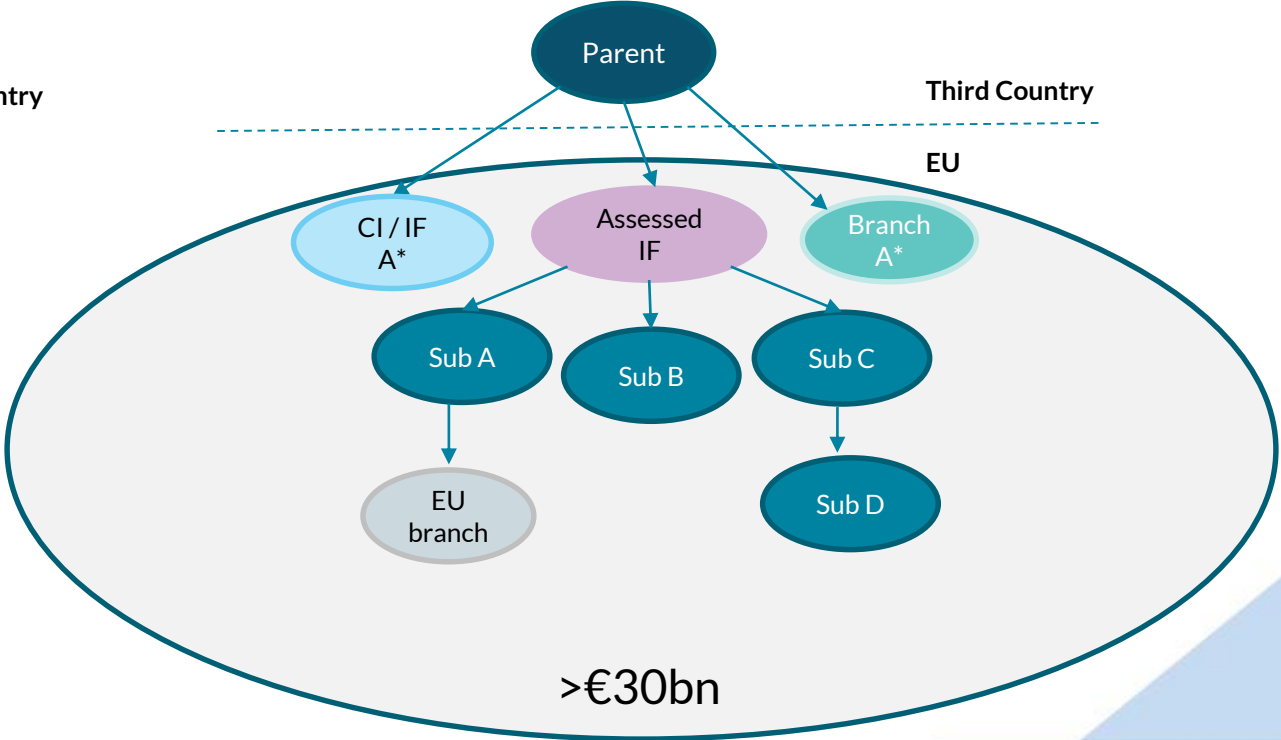 Parent
ntry
Third Country
EU
CI / IF
A*
Assessed
IF
Branch
A*
Sub A
Sub B
Sub C
EU
branch
Sub D
>€30bn